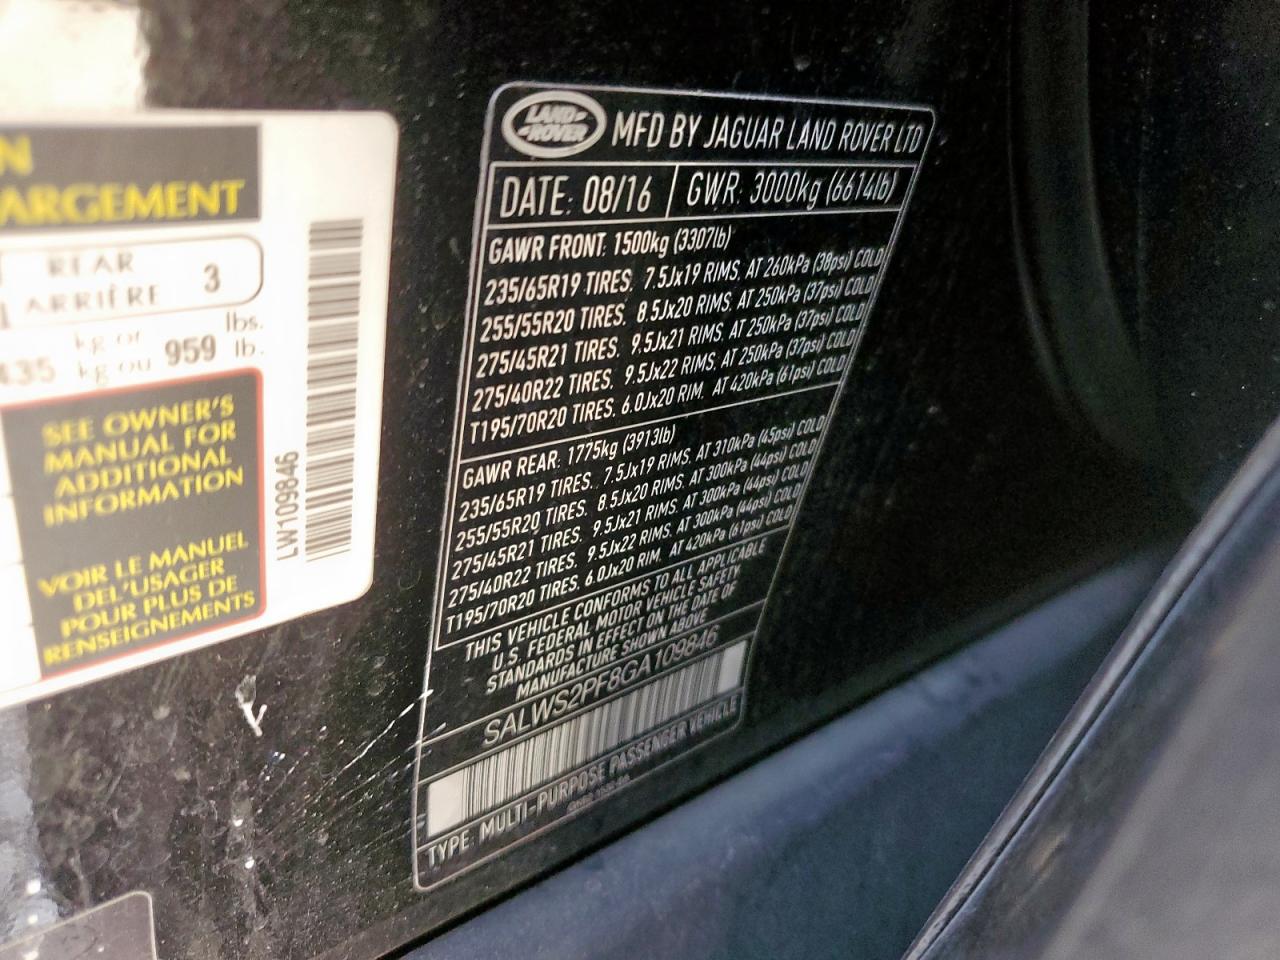 N
ARGEMENT
REAR
ARRIÈRE
3
435
kg or
kg ou
959
lbs.
lb.
SEE OWNER'S
MANUAL FOR
ADDITIONAL
INFORMATION
VOIR LE MANUEL
DEL'USAGER
POUR PLUS DE
RENSEIGNEMENTS
LW109846
LAND
ROVER
MFD BY JAGUAR LAND ROVER LTD
DATE: 08/16 GWR: 3000kg (6614lb)
GAWR FRONT: 1500kg (3307lb)
235/65R19 TIRES. 7.5Jx19 RIMS. AT 260kPa (38psi) COLD
255/55R20 TIRES. 8.5Jx20 RIMS. AT 250kPa (37psi) COLD
275/45R21 TIRES. 9.5Jx21 RIMS. AT 250kPa (37psi) COLD
275/40R22 TIRES. 9.5Jx22 RIMS. AT 250kPa (37psi) COLD
T195/70R20 TIRES. 6.0Jx20 RIM. AT 420kPa (61psi) COLD
GAWR REAR: 1775kg (3913lb)
235/65R19 TIRES. 7.5Jx19 RIMS. AT 310kPa (45psi) COLD
255/55R20 TIRES. 8.5Jx20 RIMS. AT 300kPa (44psi) COLD
275/45R21 TIRES. 9.5Jx21 RIMS. AT 300kPa (44psi) COLD
275/40R22 TIRES. 9.5Jx22 RIMS. AT 300kPa (44psi) COLD
T195/70R20 TIRES. 6.0Jx20 RIM. AT 420kPa (61psi) COLD
THIS VEHICLE CONFORMS TO ALL APPLICABLE
U.S. FEDERAL MOTOR VEHICLE SAFETY
STANDARDS IN EFFECT ON THE DATE OF
MANUFACTURE SHOWN ABOVE
SALWS2PF8GA109846
TYPE: MULTI-PURPOSE PASSENGER VEHICLE